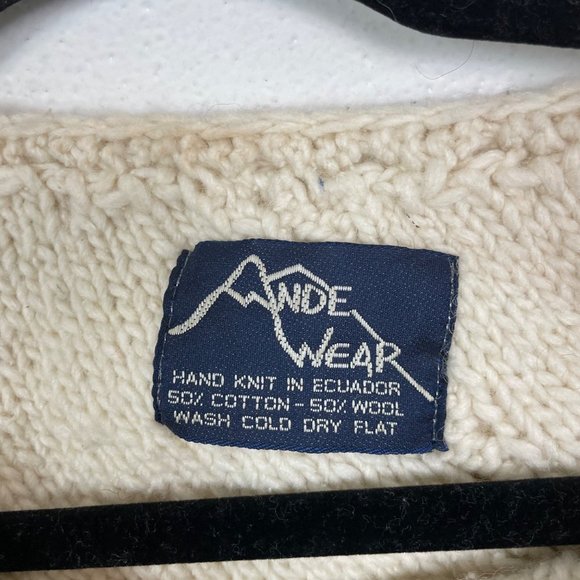 ANDE
WEAR
HAND KNIT IN ECUADOR
50% COTTON - 50% WOOL
WASH COLD DRY FLAT